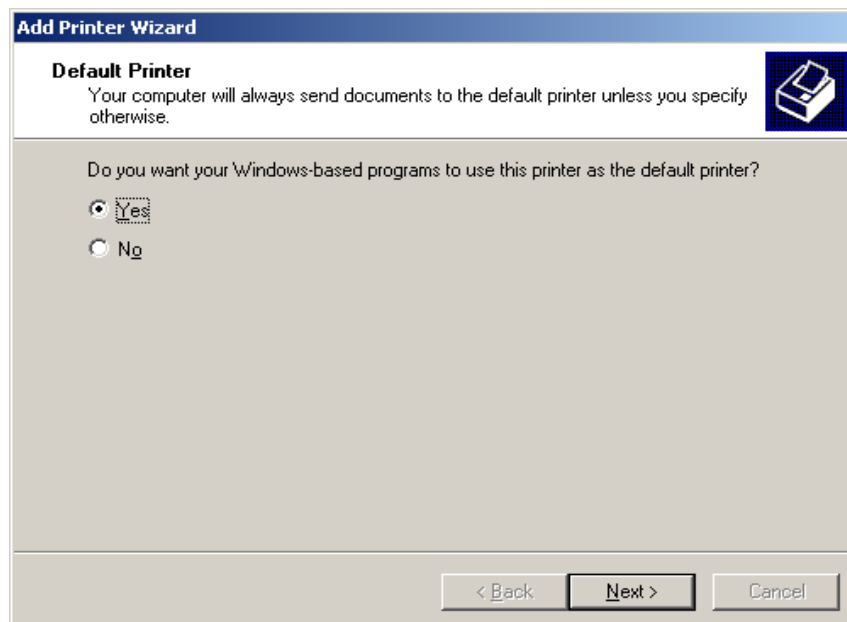 Add Printer Wizard
Default Printer
Your computer will always send documents to the default printer unless you specify
otherwise.
Do you want your Windows-based programs to use this printer as the default printer?
Yes
No
< Back
Next >
Cancel